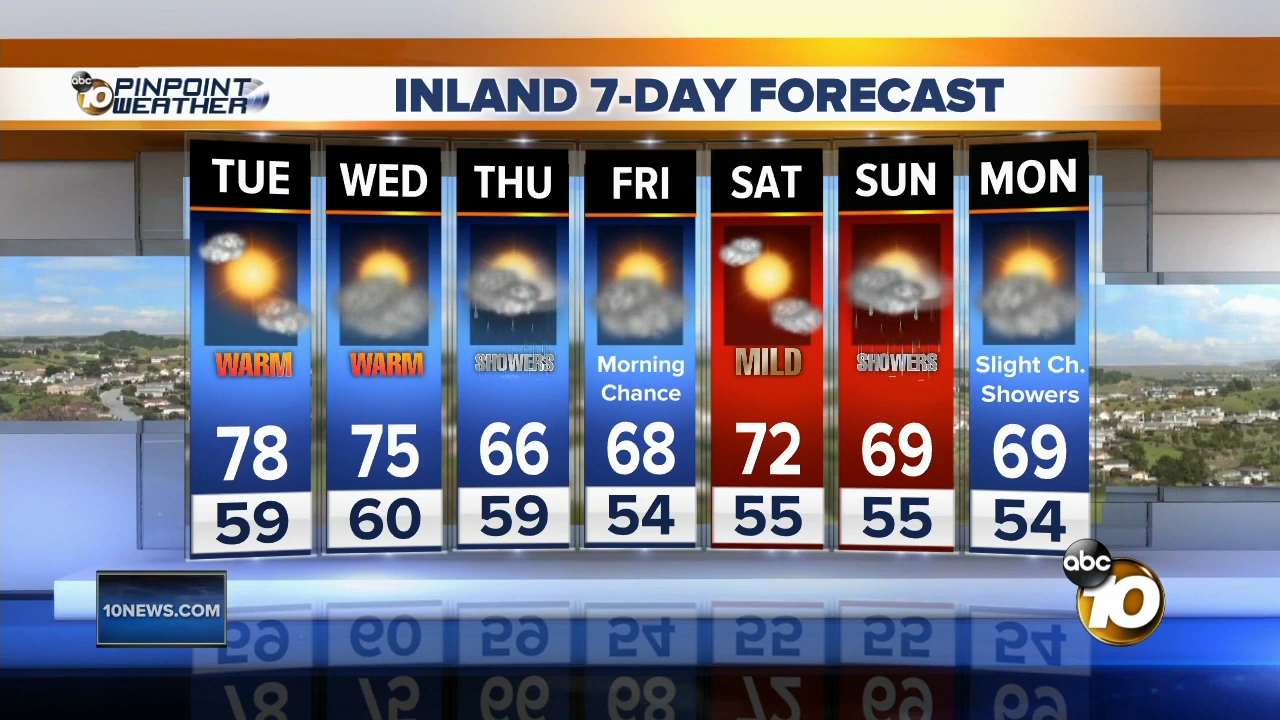 abc
10
PINPOINT
WEATHER
INLAND 7-DAY FORECAST
TUE WED THU FRI SAT SUN MON
WARM WARM SHOWERS Morning Chance MILD SHOWERS Slight Ch. Showers
78 75 66 68 72 69 69
59 60 59 54 55 55 54
10NEWS.COM
abc
10